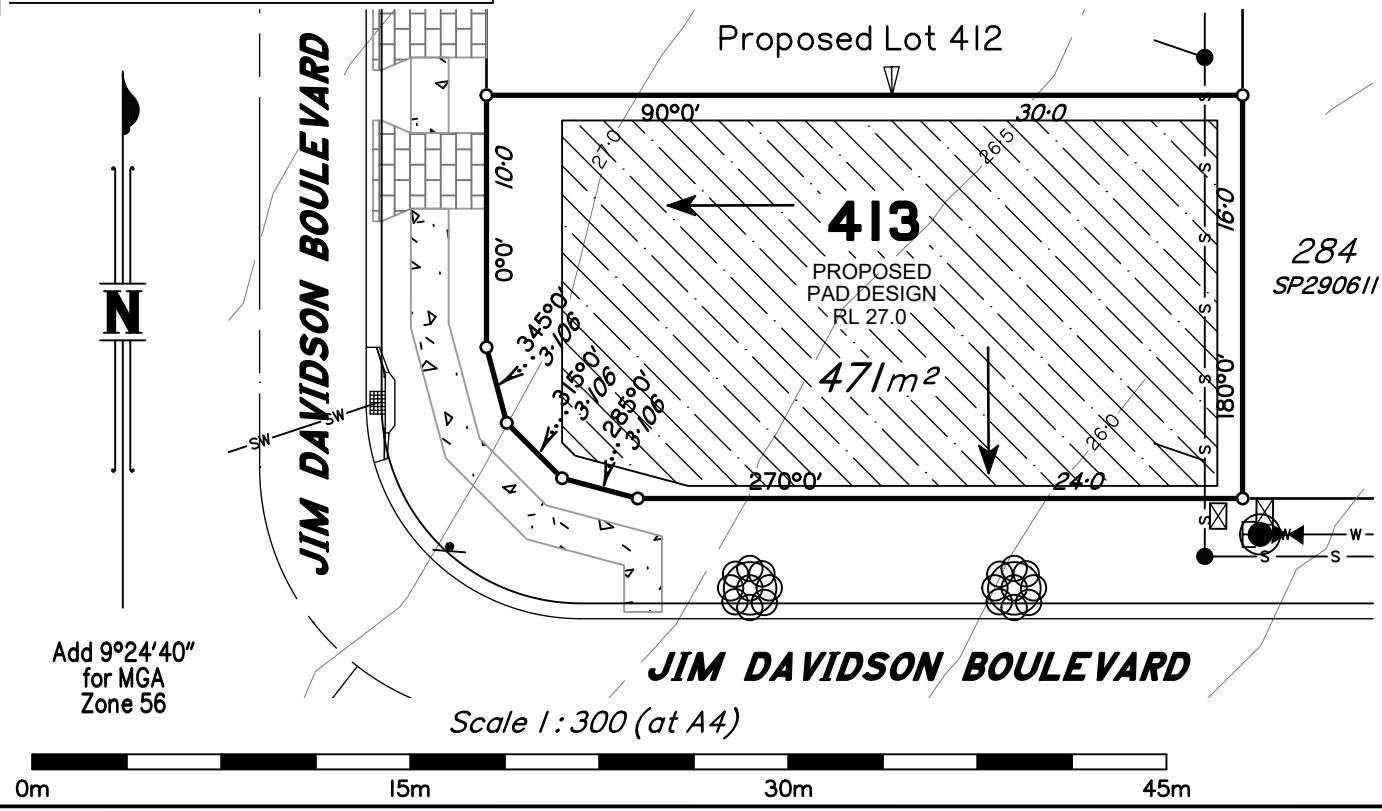 Proposed Lot 412
90°0'
30·0
27·0
26·5
10·0
0°0'
16·0
180°0'
413
PROPOSED
PAD DESIGN
RL 27.0
471m²
284
SP290611
345°0'
3·106
315°0'
3·106
285°0'
3·106
26·0
270°0'
24·0
JIM DAVIDSON BOULEVARD
N
SW
SW
S
S
S
S
S
S
S
S
W
W
S
S
JIM DAVIDSON BOULEVARD
Add 9°24'40"
for MGA
Zone 56
Scale 1:300 (at A4)
0m
15m
30m
45m